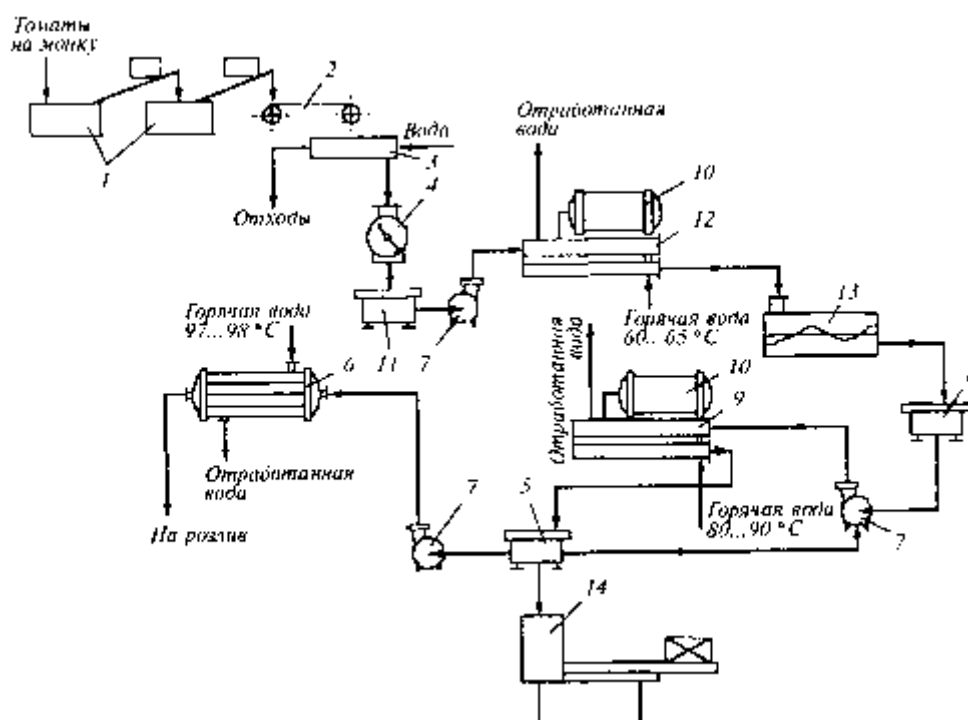 Томаты
на мойку
2
Вода
3
1
4
Отходы
Отработанная
вода
10
12
Горячая вода
97...98 °С
11
7
Горячая вода
60...65 °С
13
6
Отработанная
вода
10
9
Отработанная
вода
На розлив
7
5
Горячая вода
80...90 °С
7
14